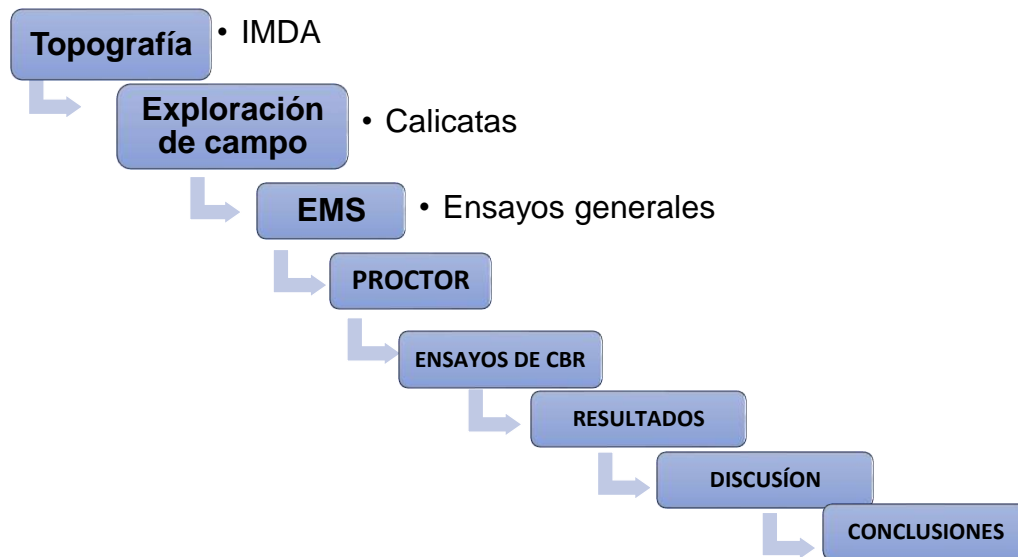 Topografía
• IMDA
Exploración
de campo
• Calicatas
EMS
• Ensayos generales
PROCTOR
ENSAYOS DE CBR
RESULTADOS
DISCUSÍON
CONCLUSIONES